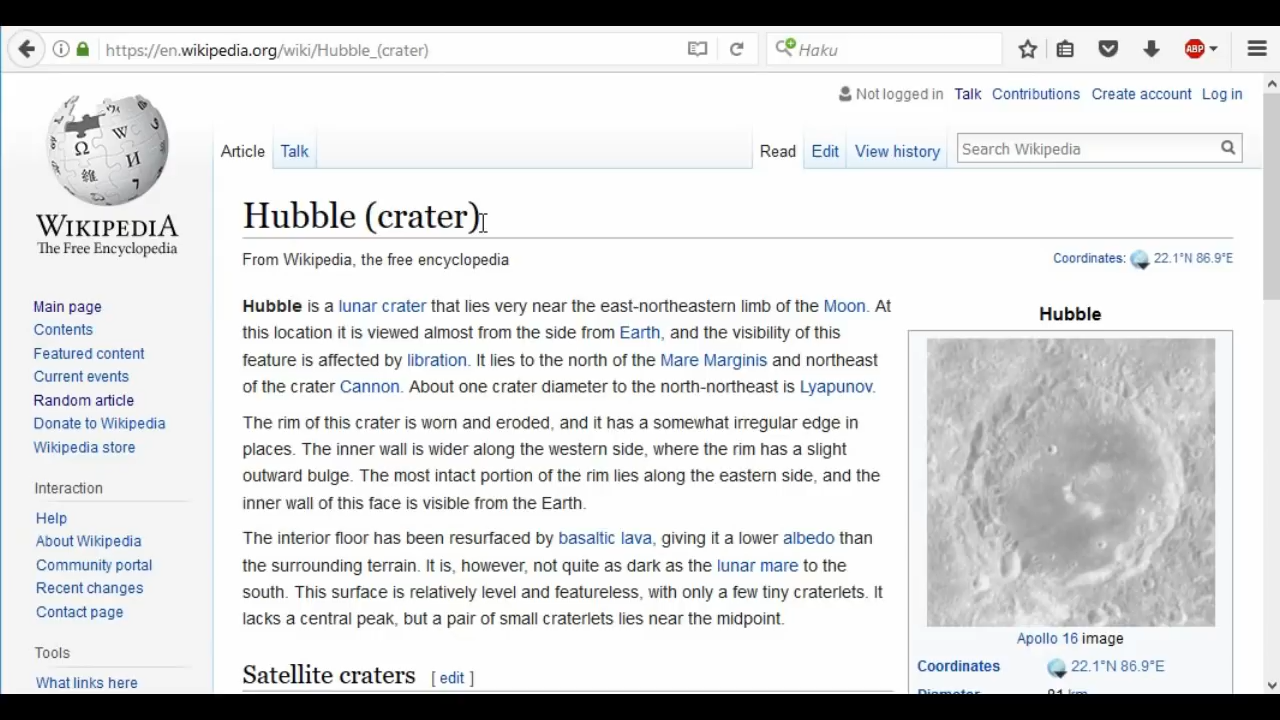 https://en.wikipedia.org/wiki/Hubble_(crater)
Haku
ABP
Not logged in Talk Contributions Create account Log in
Article Talk Read Edit View history Search Wikipedia
WIKIPEDIA
The Free Encyclopedia
Main page
Contents
Featured content
Current events
Random article
Donate to Wikipedia
Wikipedia store
Interaction
Help
About Wikipedia
Community portal
Recent changes
Contact page
Tools
What links here
Hubble (crater)
From Wikipedia, the free encyclopedia
Coordinates: 22.1°N 86.9°E
Hubble is a lunar crater that lies very near the east-northeastern limb of the Moon. At
this location it is viewed almost from the side from Earth, and the visibility of this
feature is affected by libration. It lies to the north of the Mare Marginis and northeast
of the crater Cannon. About one crater diameter to the north-northeast is Lyapunov.
The rim of this crater is worn and eroded, and it has a somewhat irregular edge in
places. The inner wall is wider along the western side, where the rim has a slight
outward bulge. The most intact portion of the rim lies along the eastern side, and the
inner wall of this face is visible from the Earth.
The interior floor has been resurfaced by basaltic lava, giving it a lower albedo than
the surrounding terrain. It is, however, not quite as dark as the lunar mare to the
south. This surface is relatively level and featureless, with only a few tiny craterlets. It
lacks a central peak, but a pair of small craterlets lies near the midpoint.
Satellite craters [ edit ]
Hubble
Apollo 16 image
Coordinates 22.1°N 86.9°E